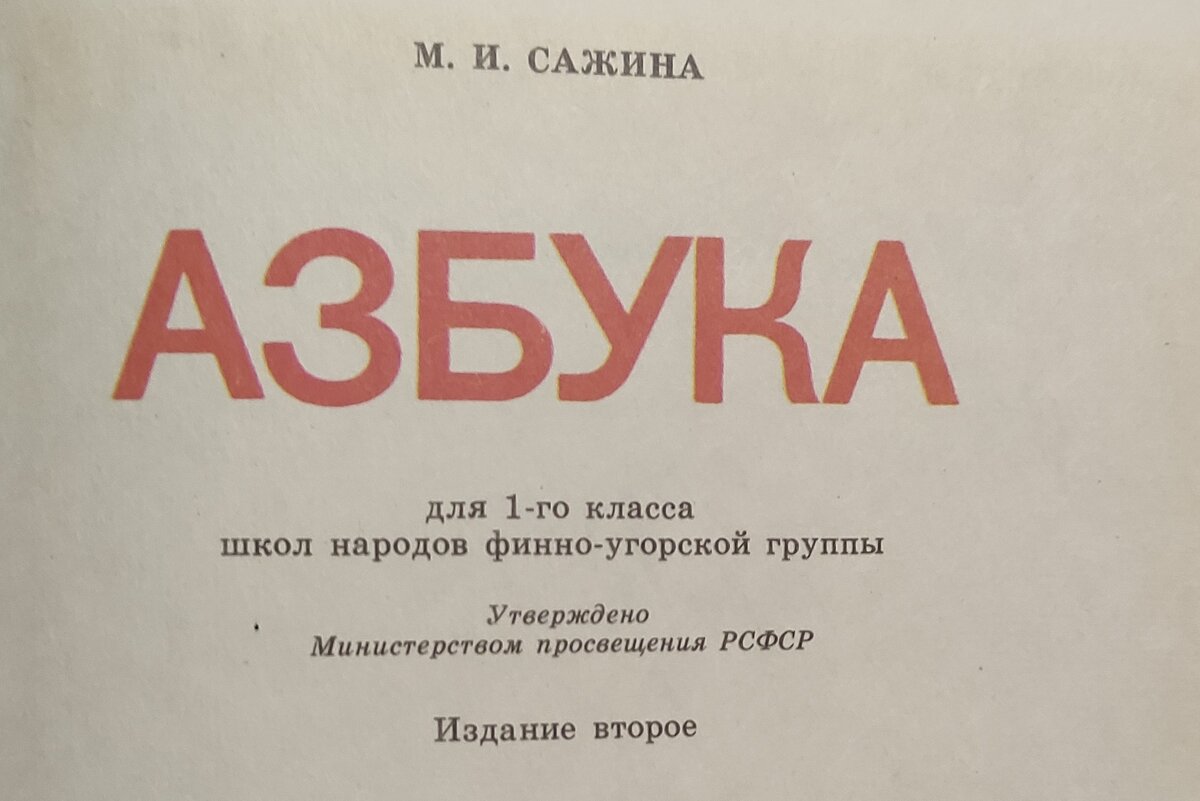 М. И. САЖИНА
АЗБУКА
для 1-го класса
школ народов финно-угорской группы
Утверждено
Министерством просвещения РСФСР
Издание второе